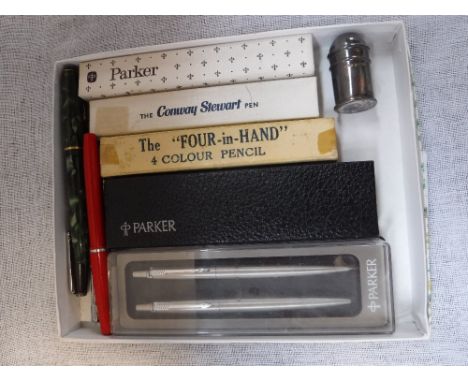 Parker
THE Conway Stewart PEN
The "FOUR-in-HAND"
4 COLOUR PENCIL
PARKER
PARKER